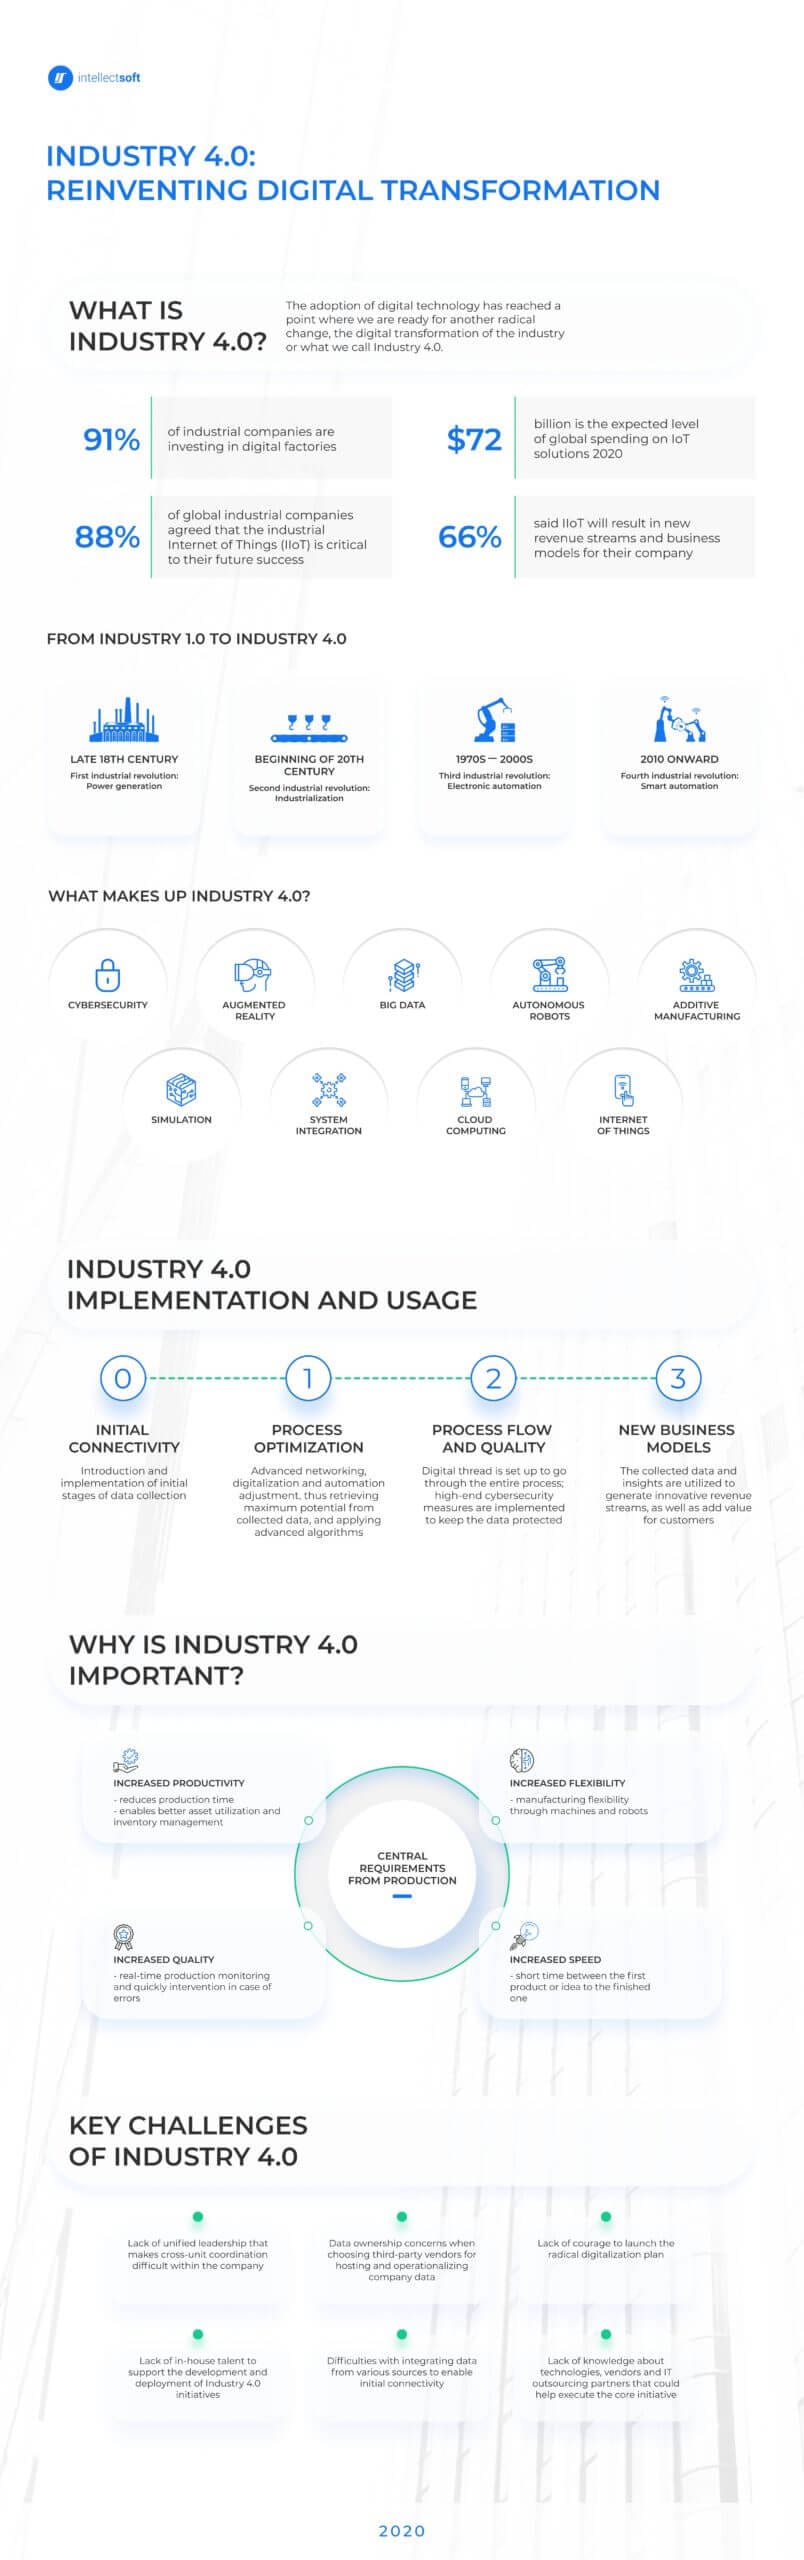 intellectsoft
INDUSTRY 4.0:
REINVENTING DIGITAL TRANSFORMATION
WHAT IS
INDUSTRY 4.0?
The adoption of digital technology has reached a
point where we are ready for another radical
change, the digital transformation of the industry
or what we call Industry 4.0.
91%
of industrial companies are
investing in digital factories
$72
billion is the expected level
of global spending on IoT
solutions 2020
88%
of global industrial companies
agreed that the industrial
Internet of Things (IIoT) is critical
to their future success
66%
said IIoT will result in new
revenue streams and business
models for their company
FROM INDUSTRY 1.0 TO INDUSTRY 4.0
LATE 18TH CENTURY
First industrial revolution:
Power generation
BEGINNING OF 20TH
CENTURY
Second industrial revolution:
Industrialization
1970S — 2000S
Third industrial revolution:
Electronic automation
2010 ONWARD
Fourth industrial revolution:
Smart automation
WHAT MAKES UP INDUSTRY 4.0?
CYBERSECURITY
AUGMENTED
REALITY
BIG DATA
AUTONOMOUS
ROBOTS
ADDITIVE
MANUFACTURING
SIMULATION
SYSTEM
INTEGRATION
CLOUD
COMPUTING
INTERNET
OF THINGS
INDUSTRY 4.0
IMPLEMENTATION AND USAGE
0
INITIAL
CONNECTIVITY
Introduction and
implementation of initial
stages of data collection
1
PROCESS
OPTIMIZATION
Advanced networking,
digitalization and automation
adjustment, thus retrieving
maximum potential from
collected data, and applying
advanced algorithms
2
PROCESS FLOW
AND QUALITY
Digital thread is set up to go
through the entire process;
high-end cybersecurity
measures are implemented
to keep the data protected
3
NEW BUSINESS
MODELS
The collected data and
insights are utilized to
generate innovative revenue
streams, as well as add value
for customers
WHY IS INDUSTRY 4.0
IMPORTANT?
INCREASED PRODUCTIVITY
- reduces production time
- enables better asset utilization and
inventory management
INCREASED FLEXIBILITY
- manufacturing flexibility
through machines and robots
CENTRAL
REQUIREMENTS
FROM PRODUCTION
INCREASED QUALITY
- real-time production monitoring
and quickly intervention in case of
errors
INCREASED SPEED
- short time between the first
product or idea to the finished
one
KEY CHALLENGES
OF INDUSTRY 4.0
Lack of unified leadership that
makes cross-unit coordination
difficult within the company
Data ownership concerns when
choosing third-party vendors for
hosting and operationalizing
company data
Lack of courage to launch the
radical digitalization plan
Lack of in-house talent to
support the development and
deployment of Industry 4.0
initiatives
Difficulties with integrating data
from various sources to enable
initial connectivity
Lack of knowledge about
technologies, vendors and IT
outsourcing partners that could
help execute the core initiative
2020